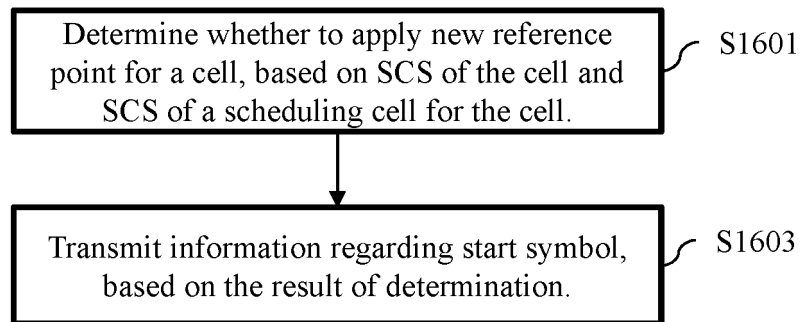 Determine whether to apply new reference
point for a cell, based on SCS of the cell and
SCS of a scheduling cell for the cell.
S1601
Transmit information regarding start symbol,
based on the result of determination.
S1603